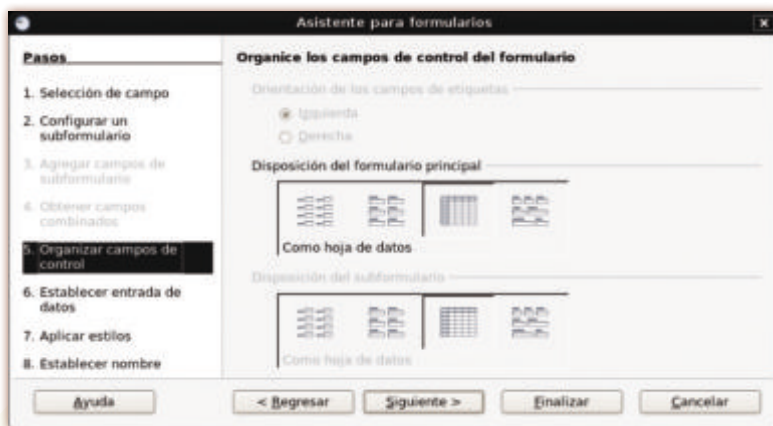 Asistente para formularios
Pasos
1. Selección de campo
2. Configurar un
subformulario
3. Agregar campos de
subformulario
4. Obtener campos
combinados
5. Organizar campos de
control
6. Establecer entrada de
datos
7. Aplicar estilos
8. Establecer nombre
Organice los campos de control del formulario
Orientación de los campos de etiquetas
Izquierda
Derecha
Disposición del formulario principal
Como hoja de datos
Disposición del subformulario
Como hoja de datos
Ayuda
< Regresar
Siguiente >
Finalizar
Cancelar